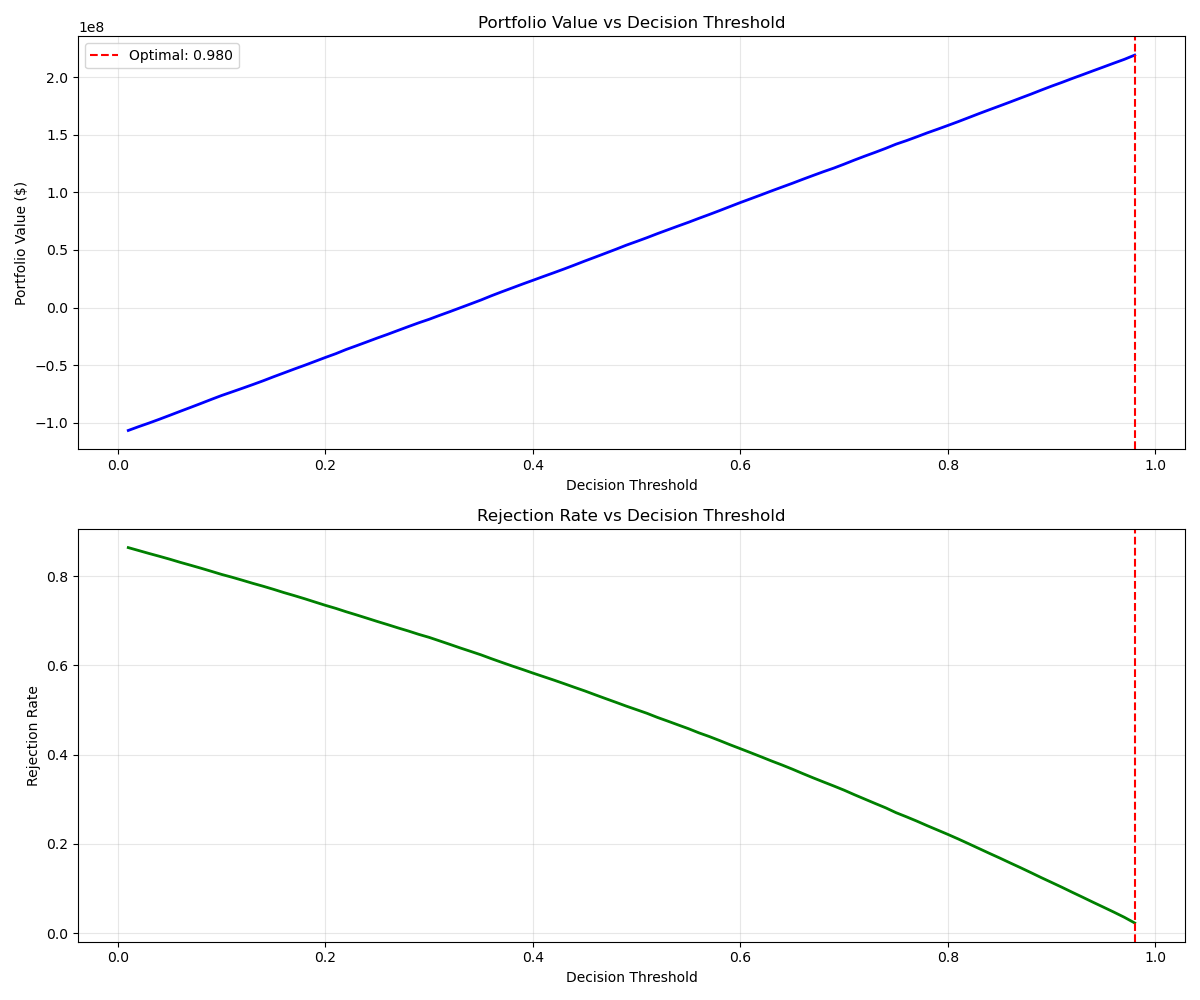 Portfolio Value vs Decision Threshold
1e8
Optimal: 0.980
Portfolio Value ($)
2.0
1.5
1.0
0.5
0.0
−0.5
−1.0
0.0 0.2 0.4 0.6 0.8 1.0
Decision Threshold
Rejection Rate vs Decision Threshold
Rejection Rate
0.8
0.6
0.4
0.2
0.0
0.0 0.2 0.4 0.6 0.8 1.0
Decision Threshold